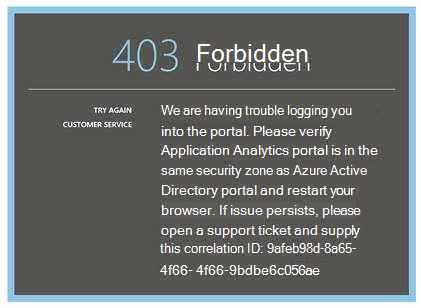 403 Forbidden
TRY AGAIN
CUSTOMER SERVICE
We are having trouble logging you
into the portal. Please verify
Application Analytics portal is in the
same security zone as Azure Active
Directory portal and restart your
browser. If issue persists, please
open a support ticket and supply
this correlation ID: 9afeb98d-8a65-
4f66- 4f66-9bdbe6c056ae